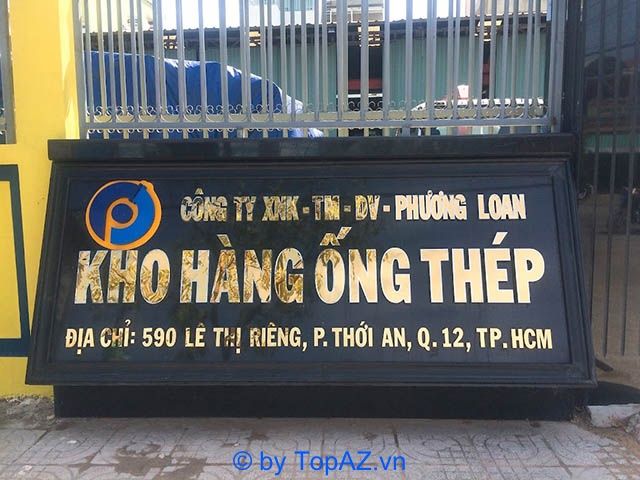 CÔNG TY XNK - TM - DV - PHƯƠNG LOAN
KHO HÀNG ỐNG THÉP
ĐỊA CHỈ: 590 LÊ THỊ RIÊNG, P. THỚI AN, Q. 12, TP. HCM
© by TopAZ.vn